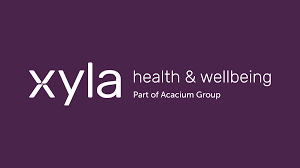 xyla health & wellbeing
Part of Acacium Group